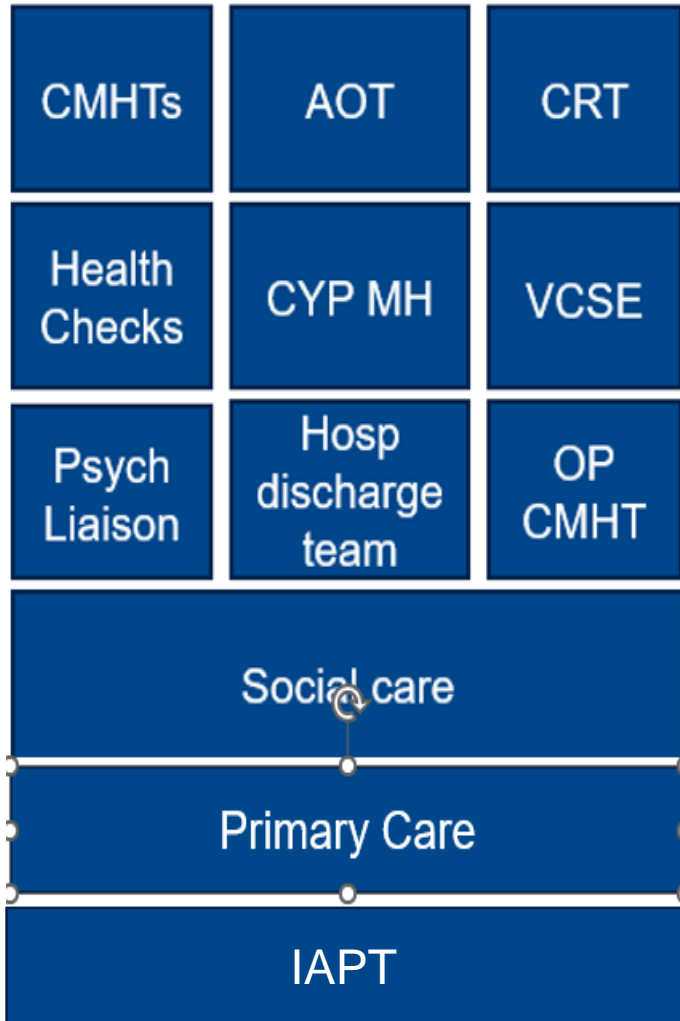 CMHTs
AOT
CRT
Health
Checks
CYP MH
VCSE
Psych
Liaison
Hosp
discharge
team
OP
CMHT
Social care
Primary Care
IAPT